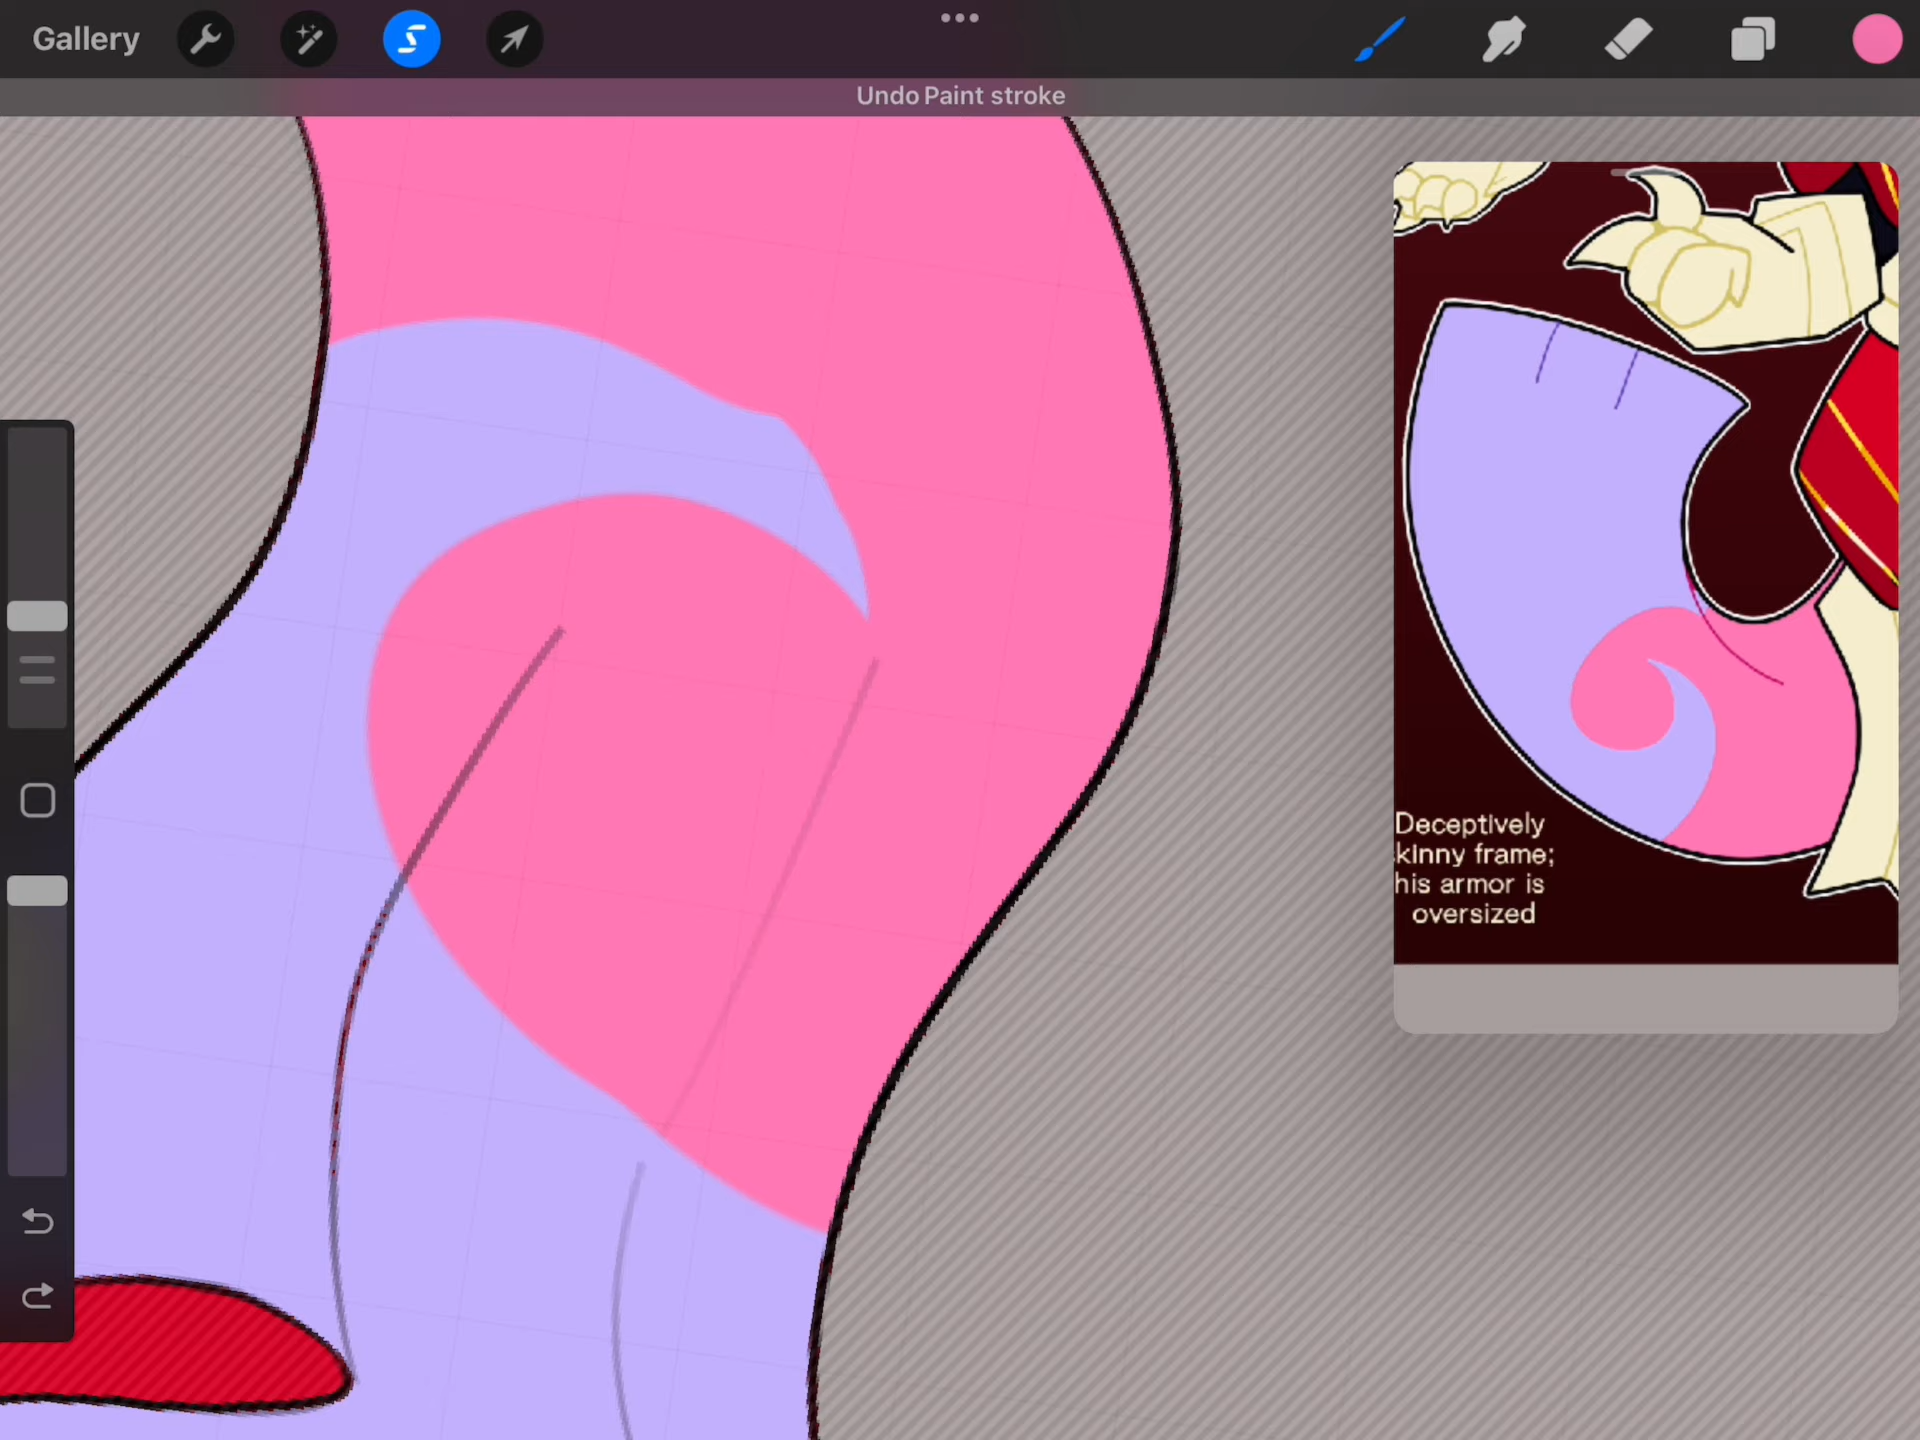 Gallery
Undo Paint stroke
Deceptively
kinny frame;
his armor is
oversized